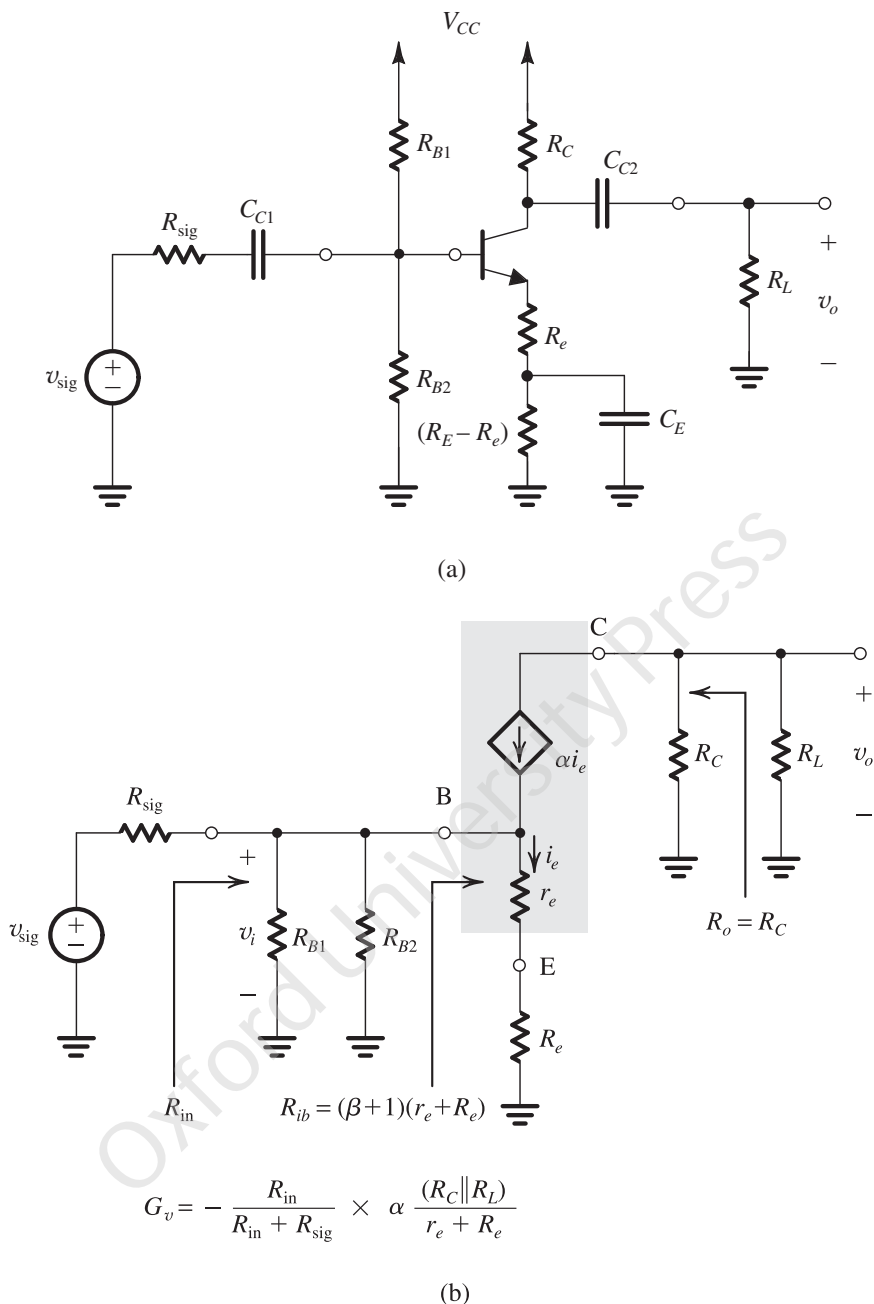 V_CC
R_B1
R_C
C_C2
C_C1
R_sig
+
R_L
v_o
−
R_e
v_sig
+
−
R_B2
(R_E − R_e)
C_E
(a)
C
+
αi_e
R_C
R_L
v_o
R_sig
B
−
+
i_e
r_e
v_sig
+
−
v_i
R_B1
R_B2
R_o = R_C
−
E
R_e
R_in
R_ib = (β + 1)(r_e + R_e)
G_v = − R_in / (R_in + R_sig) × α (R_C ∥ R_L) / (r_e + R_e)
(b)
Oxford University Press